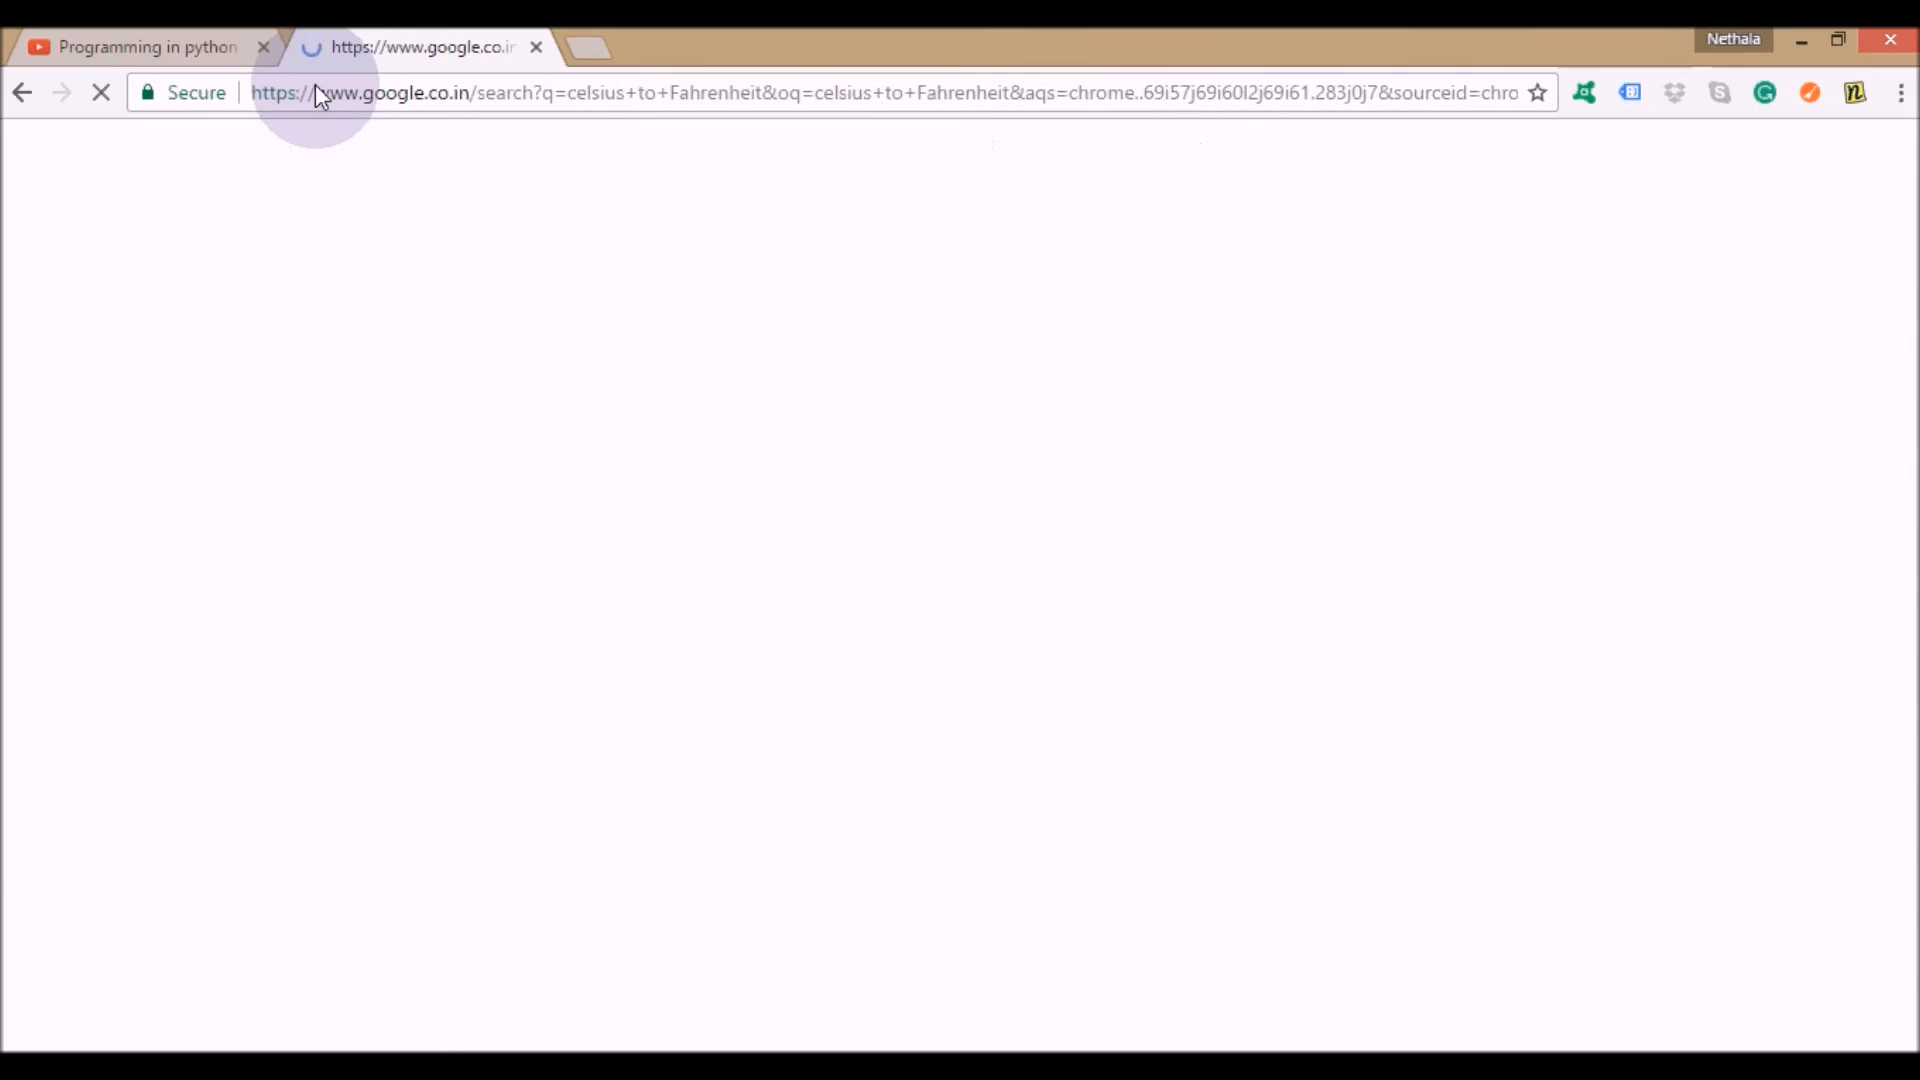 Programming in python
https://www.google.co.in
Nethala
Secure
https://www.google.co.in/search?q=celsius+to+Fahrenheit&oq=celsius+to+Fahrenheit&aqs=chrome..69i57j69i60l2j69i61.283j0j7&sourceid=chro